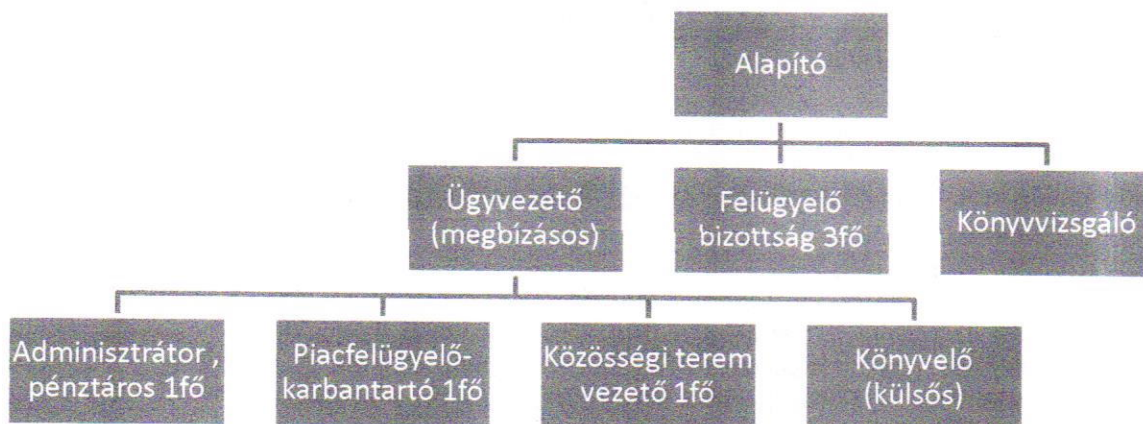 Alapító
Ügyvezető
(megbízásos)
Felügyelő
bizottság 3fő
Könyvvizsgáló
Adminisztrátor ,
pénztáros 1fő
Piacfelügyelő-
karbantartó 1fő
Közösségi terem
vezető 1fő
Könyvelő
(külsős)